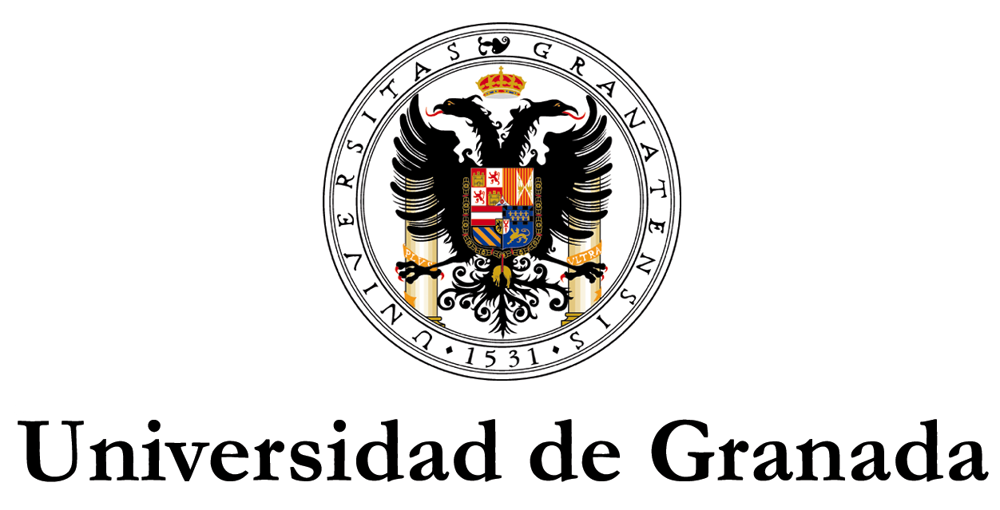 UNIVERSITAS GRANATENSIS
1531
PLVS
VLTRA
Universidad de Granada